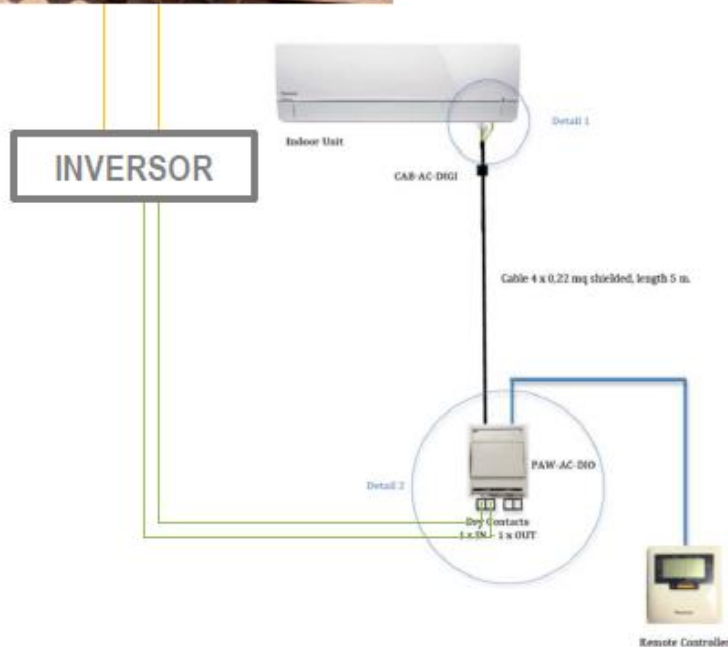 Detail 1
Indoor Unit
INVERSOR
CAB-AC-DIGI
Cable 4 x 0,22 mq shielded, length 5 m.
PAW-AC-DIO
Detail 2
Dry Contacts
1 x IN - 1 x OUT
Remote Controller